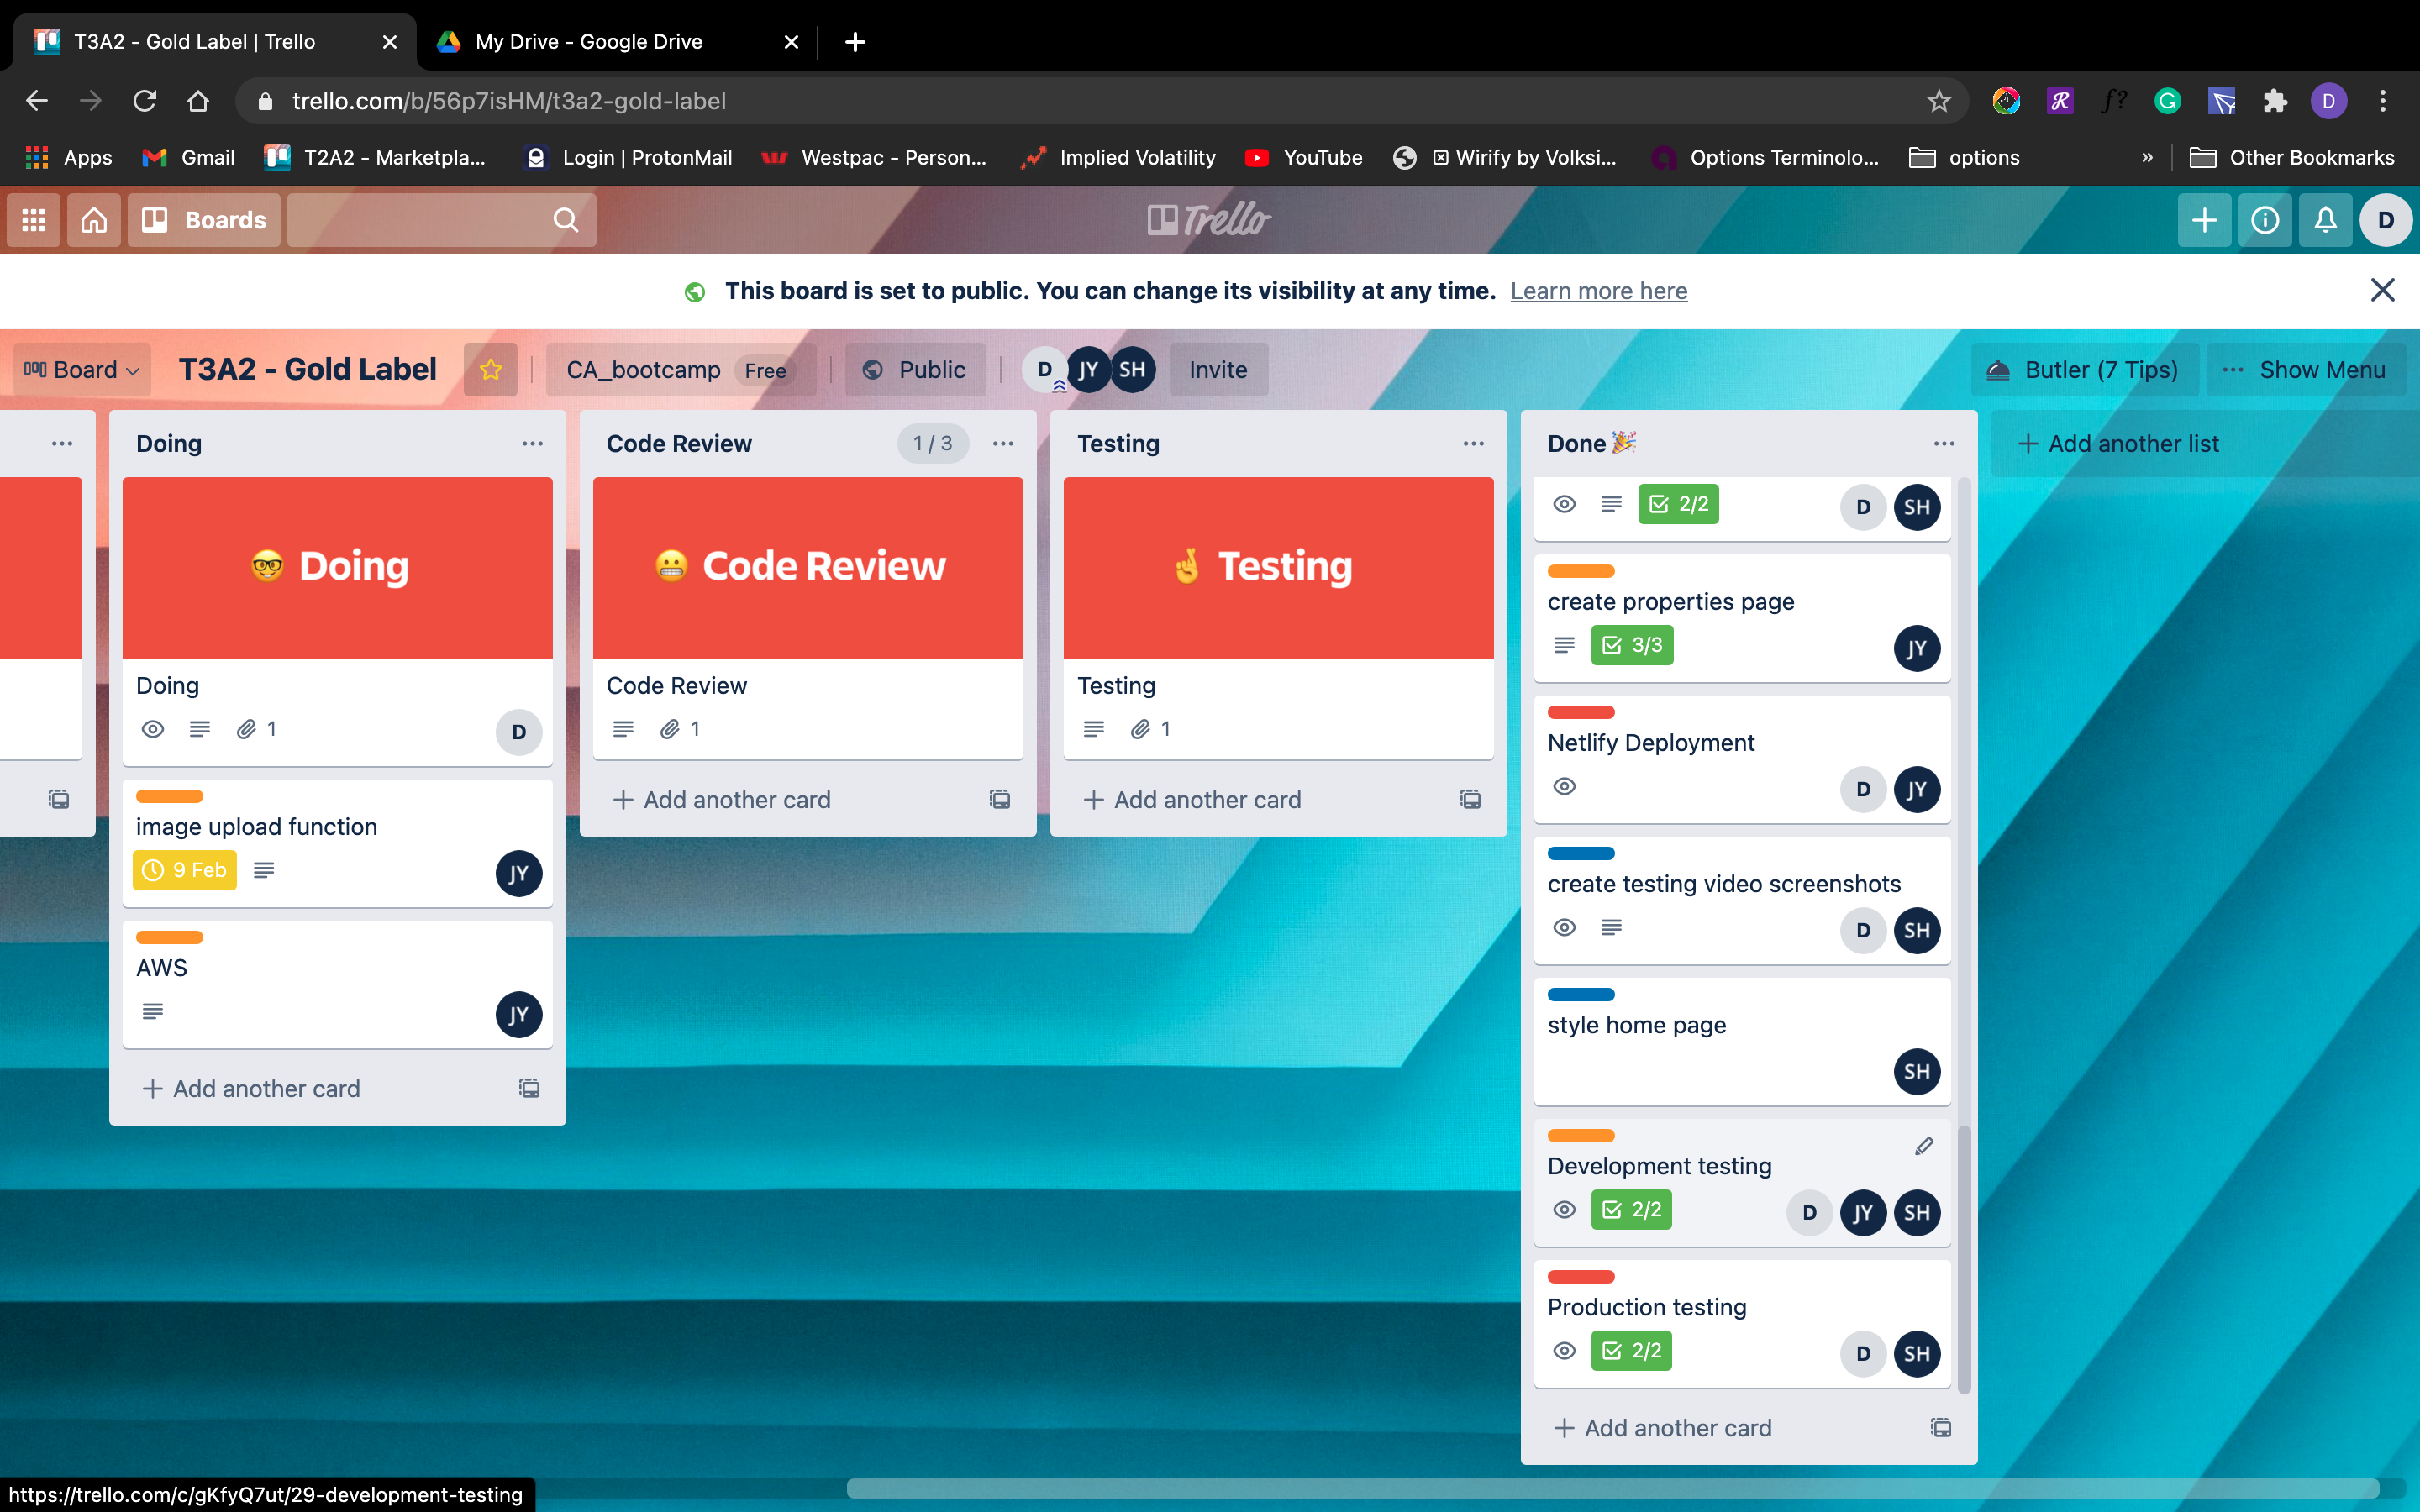 T3A2 - Gold Label | Trello
My Drive - Google Drive
trello.com/b/56p7isHM/t3a2-gold-label
D
Apps
Gmail
T2A2 - Marketpla...
Login | ProtonMail
Westpac - Person...
Implied Volatility
YouTube
Wirify by Volksi...
Options Terminolo...
options
»
Other Bookmarks
Boards
Trello
D
This board is set to public. You can change its visibility at any time. Learn more here
Board
T3A2 - Gold Label
CA_bootcamp Free
Public
D JY SH
Invite
Butler (7 Tips)
... Show Menu
Doing
Doing
Doing
1
D
image upload function
9 Feb
JY
AWS
JY
+ Add another card
Code Review
1 / 3
Code Review
Code Review
1
+ Add another card
Testing
Testing
Testing
1
+ Add another card
Done🎉
2/2
D SH
create properties page
3/3
JY
Netlify Deployment
D JY
create testing video screenshots
D SH
style home page
SH
Development testing
2/2
D JY SH
Production testing
2/2
D SH
+ Add another card
+ Add another list
https://trello.com/c/gKfyQ7ut/29-development-testing